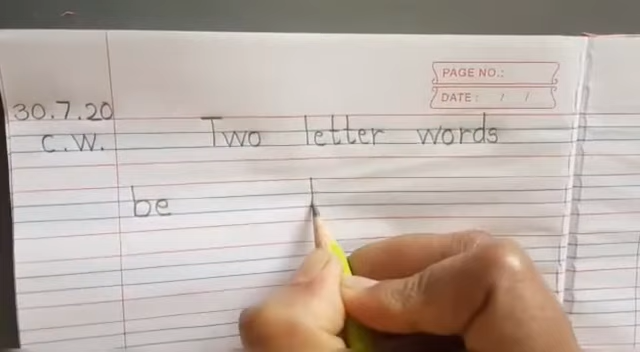 PAGE NO.:
DATE: / /
30.7.20
C.W.
Two letter words
be